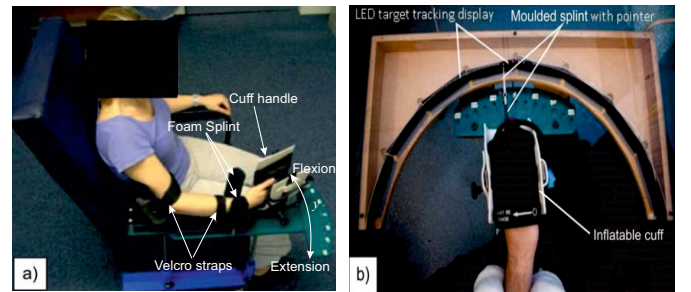 Cuff handle
Foam Splint
Flexion
y
Extension
Velcro straps
a)
LED target tracking display
Moulded splint with pointer
Inflatable cuff
b)